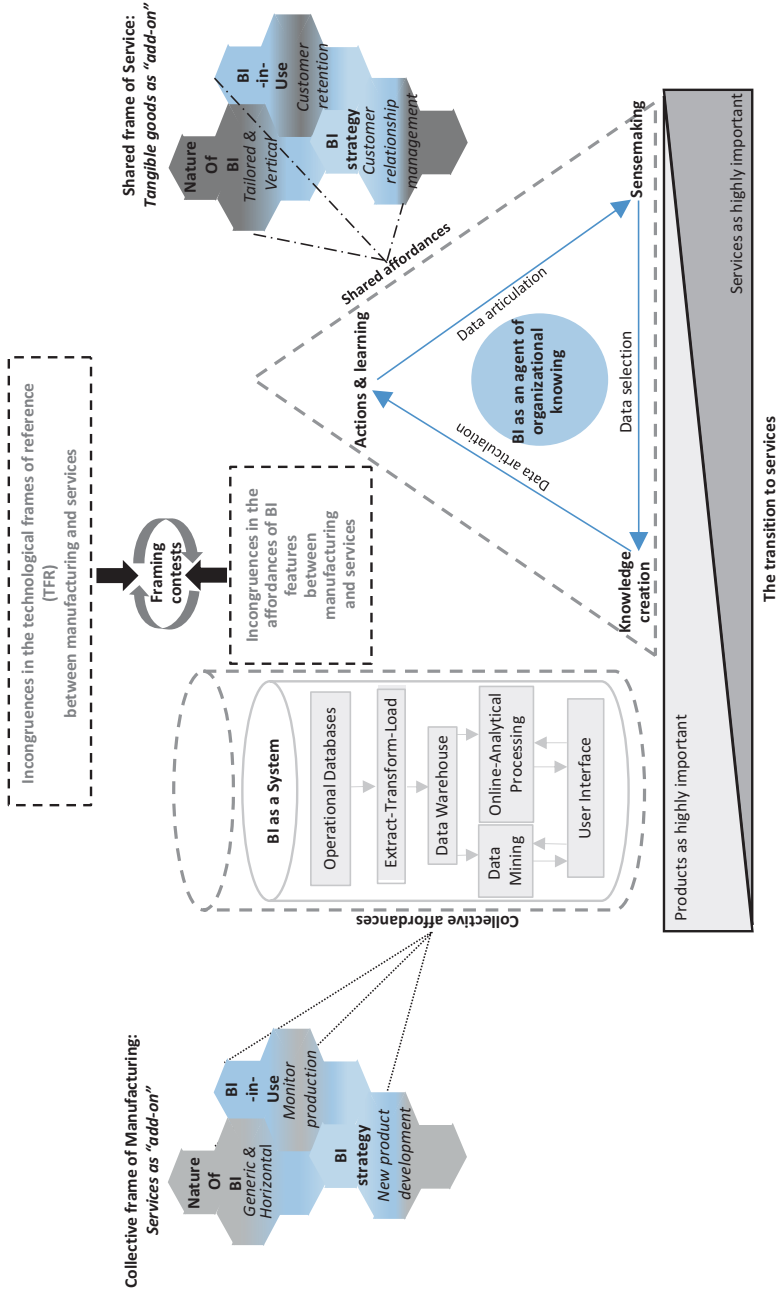 Collective frame of Manufacturing:
Services as “add-on”
Nature
Of
BI
Generic &
Horizontal
BI
-in-
Use
Monitor
production
BI
strategy
New product
development
Collective affordances
BI as a System
Operational Databases
Extract-Transform-Load
Data Warehouse
Data
Mining
Online-Analytical
Processing
User Interface
Incongruences in the technological frames of reference
(TFR)
between manufacturing and services
Framing
contests
Incongruences in the
affordances of BI
features
between
manufacturing
and services
Shared frame of Service:
Tangible goods as “add-on”
Nature
Of
BI
Tailored &
Vertical
BI
-in-
Use
Customer
retention
BI
strategy
Customer
relationship
management
Shared affordances
Actions & learning
Data articulation
Data articulation
BI as an agent of
organizational
knowing
Data selection
Knowledge
creation
Sensemaking
Products as highly important
Services as highly important
The transition to services